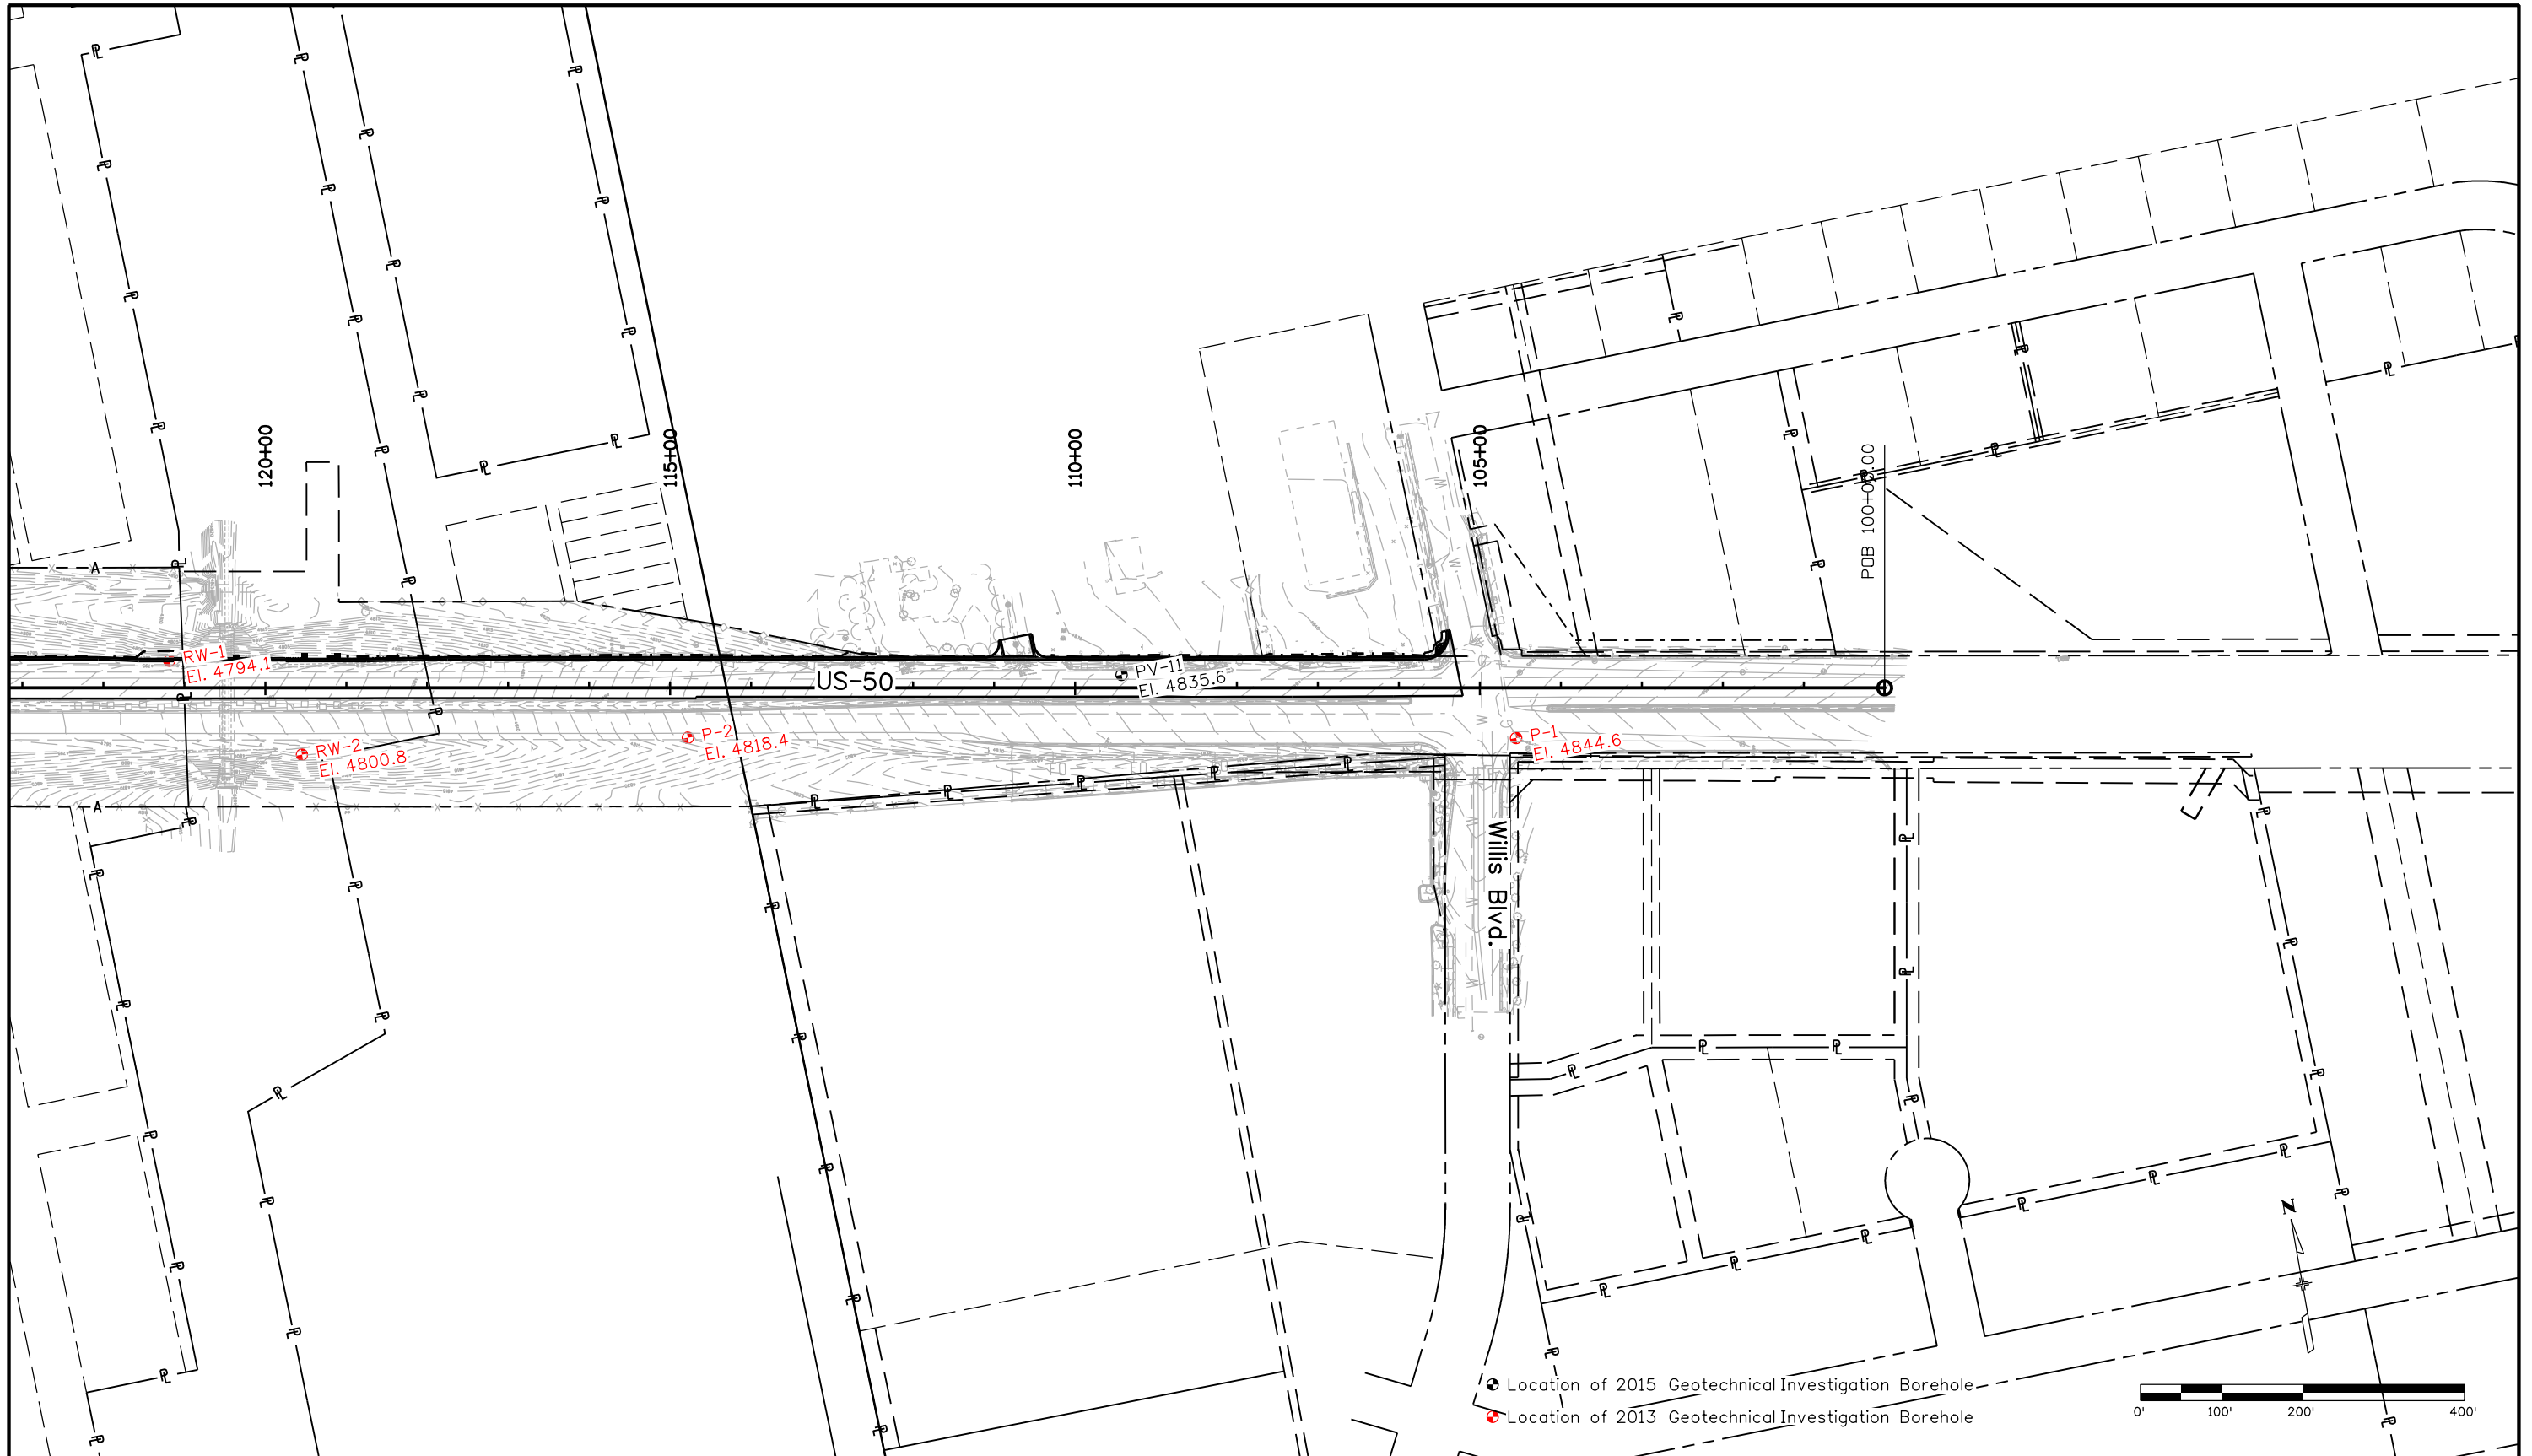 120+00
115+00
110+00
105+00
POB 100+00.00
A
RW-1
El. 4794.1
PV-11
El. 4835.6
US-50
RW-2
El. 4800.8
P-2
El. 4818.4
P-1
El. 4844.6
A
Willis Blvd.
N
Location of 2015 Geotechnical Investigation Borehole
Location of 2013 Geotechnical Investigation Borehole
0' 100' 200' 400'